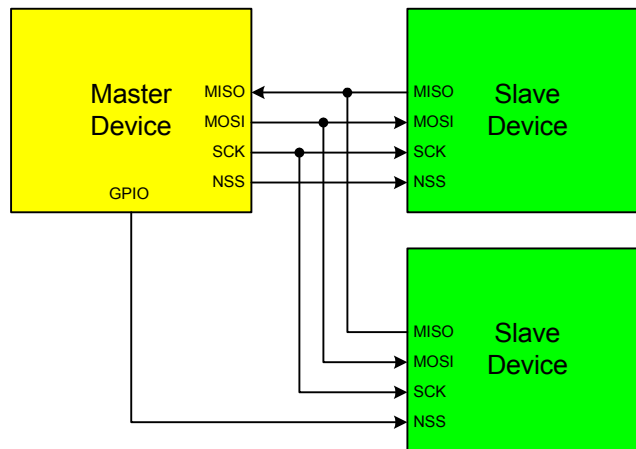 Master
Device
MISO
MOSI
SCK
NSS
GPIO
MISO
MOSI
SCK
NSS
Slave
Device
MISO
MOSI
SCK
NSS
Slave
Device